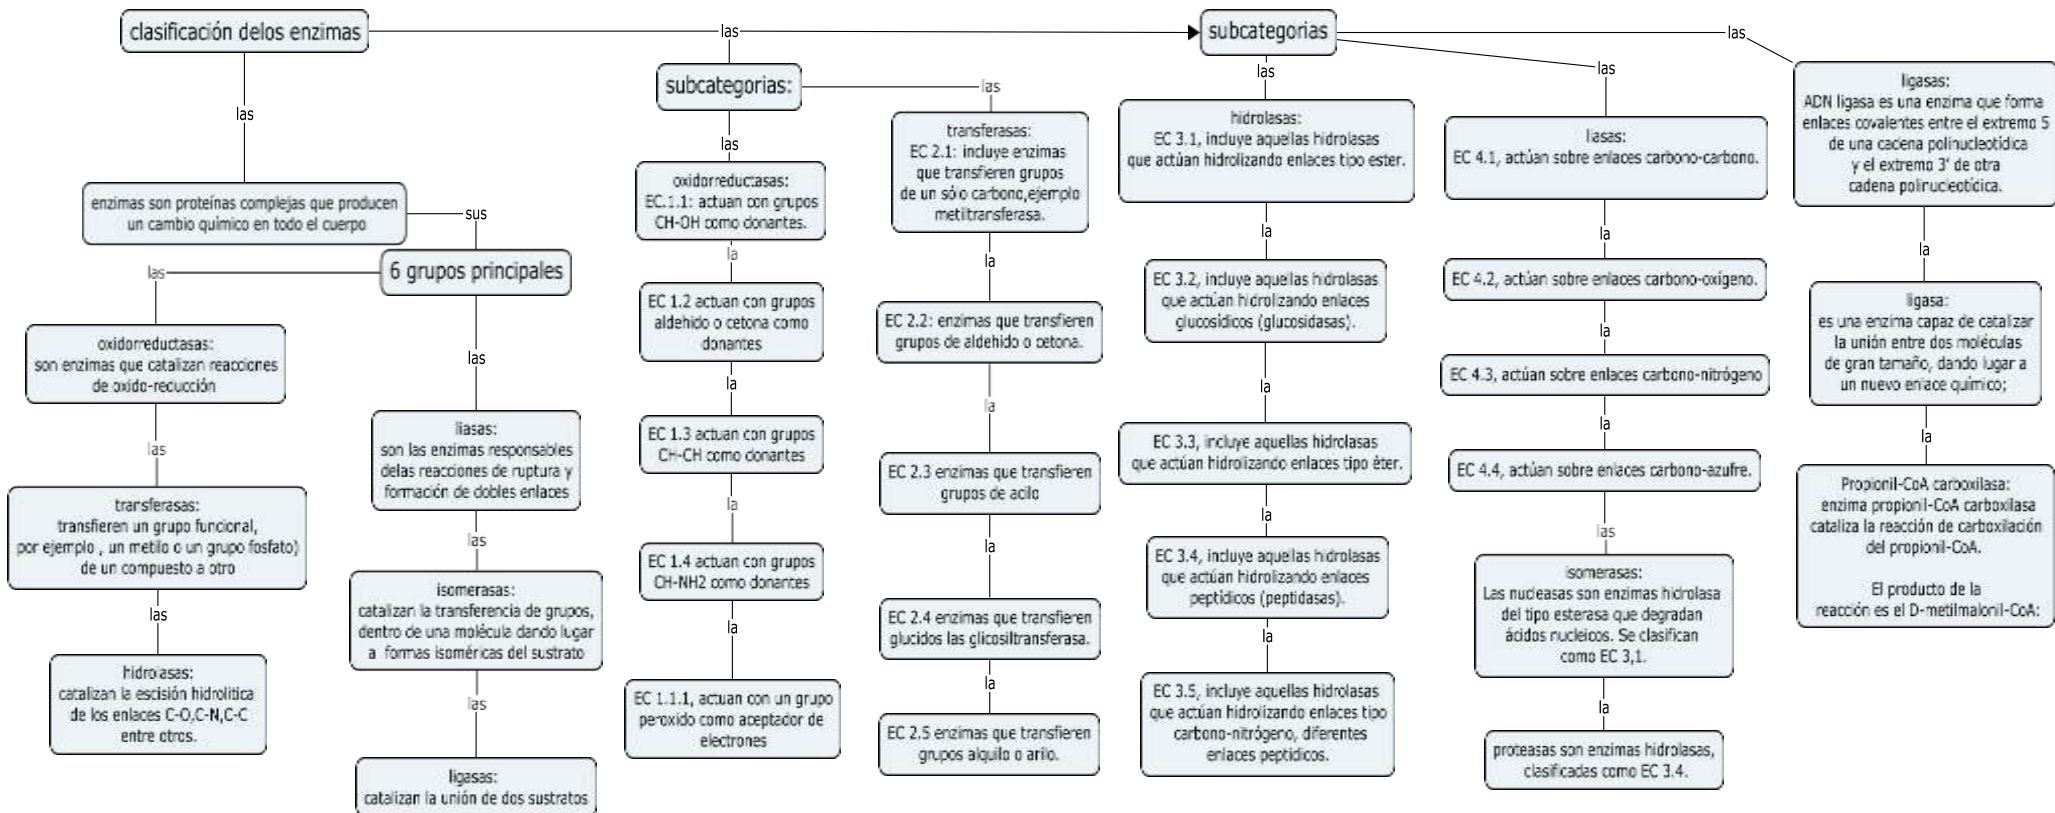 clasificación delos enzimas
las
subcategorias
las
subcategorias:
las
las
enzimas son proteínas complejas que producen
un cambio químico en todo el cuerpo
sus
6 grupos principales
las
oxidorreductasas:
son enzimas que catalizan reacciones
de oxido-reducción
las
transferasas:
transfieren un grupo funcional,
por ejemplo , un metilo o un grupo fosfato)
de un compuesto a otro
las
hidrolasas:
catalizan la escisión hidrolítica
de los enlaces C-O,C-N,C-C
entre otros.
las
liasas:
son las enzimas responsables
delas reacciones de ruptura y
formación de dobles enlaces
las
isomerasas:
catalizan la transferencia de grupos,
dentro de una molécula dando lugar
a formas isoméricas del sustrato
las
ligasas:
catalizan la unión de dos sustratos
las
oxidorreductasas:
EC.1.1: actuan con grupos
CH-OH como donantes.
la
EC 1.2 actuan con grupos
aldehido o cetona como
donantes
la
EC 1.3 actuan con grupos
CH-CH como donantes
la
EC 1.4 actuan con grupos
CH-NH2 como donantes
la
EC 1.1.1, actuan con un grupo
peroxido como aceptador de
electrones
las
transferasas:
EC 2.1: incluye enzimas
que transfieren grupos
de un sólo carbono,ejemplo
metiltransferasa.
la
EC 2.2: enzimas que transfieren
grupos de aldehido o cetona.
la
EC 2.3 enzimas que transfieren
grupos de acilo
la
EC 2.4 enzimas que transfieren
glucidos las glicosiltransferasa.
la
EC 2.5 enzimas que transfieren
grupos alquilo o arilo.
las
hidrolasas:
EC 3.1, incluye aquellas hidrolasas
que actúan hidrolizando enlaces tipo ester.
la
EC 3.2, incluye aquellas hidrolasas
que actúan hidrolizando enlaces
glucosídicos (glucosidasas).
la
EC 3.3, incluye aquellas hidrolasas
que actúan hidrolizando enlaces tipo éter.
la
EC 3.4, incluye aquellas hidrolasas
que actúan hidrolizando enlaces
peptídicos (peptidasas).
la
EC 3.5, incluye aquellas hidrolasas
que actúan hidrolizando enlaces tipo
carbono-nitrógeno, diferentes
enlaces peptídicos.
las
liasas:
EC 4.1, actúan sobre enlaces carbono-carbono.
la
EC 4.2, actúan sobre enlaces carbono-oxígeno.
la
EC 4.3, actúan sobre enlaces carbono-nitrógeno
la
EC 4.4, actúan sobre enlaces carbono-azufre.
las
isomerasas:
Las nucleasas son enzimas hidrolasa
del tipo esterasa que degradan
ácidos nucleicos. Se clasifican
como EC 3,1.
la
proteasas son enzimas hidrolasas,
clasificadas como EC 3.4.
las
ligasas:
ADN ligasa es una enzima que forma
enlaces covalentes entre el extremo 5
de una cadena polinucleotídica
y el extremo 3' de otra
cadena polinucleotícica.
la
ligasa:
es una enzima capaz de catalizar
la unión entre dos moléculas
de gran tamaño, dando lugar a
un nuevo enlace químico;
la
Propionil-CoA carboxilasa:
enzima propionil-CoA carboxilasa
cataliza la reacción de carboxilación
del propionil-CoA.
El producto de la
reacción es el D-metilmalonil-CoA: